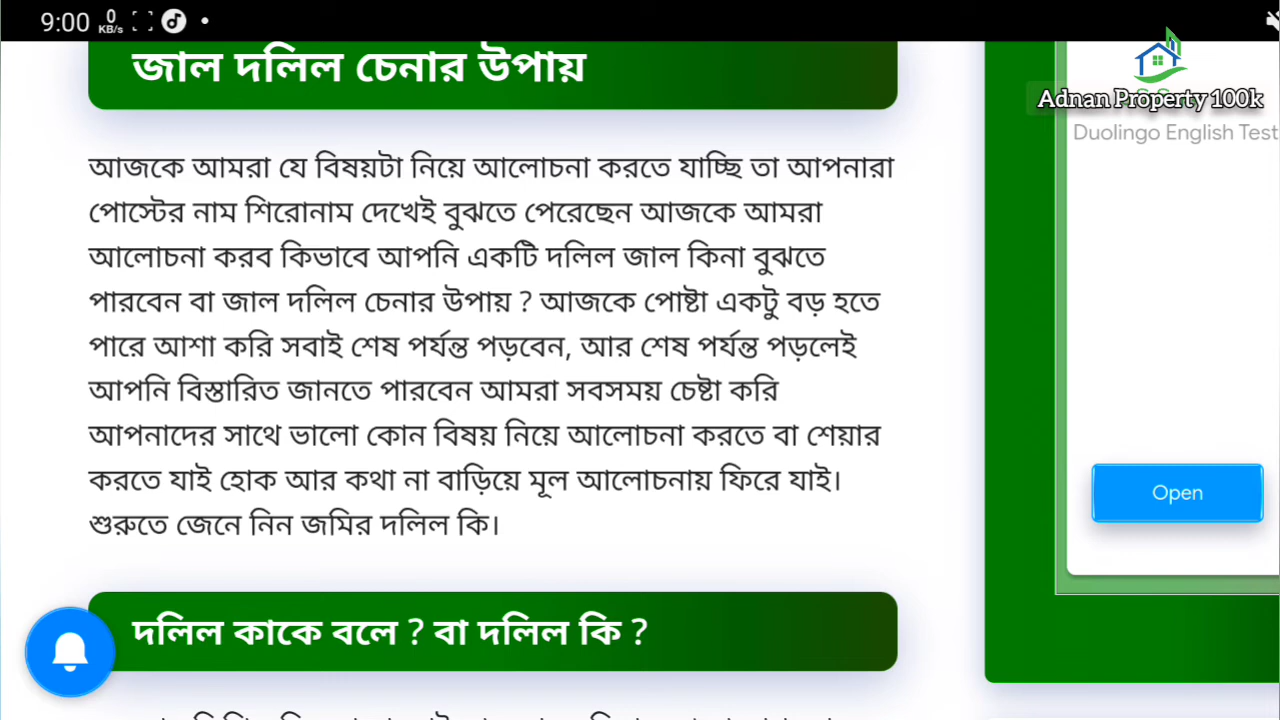 9:00 0 KB/s
জাল দলিল চেনার উপায়
Adnan Property 100k
Duolingo English Test
আজকে আমরা যে বিষয়টা নিয়ে আলোচনা করতে যাচ্ছি তা আপনারা
পোস্টের নাম শিরোনাম দেখেই বুঝতে পেরেছেন আজকে আমরা
আলোচনা করব কিভাবে আপনি একটি দলিল জাল কিনা বুঝতে
পারবেন বা জাল দলিল চেনার উপায় ? আজকে পোষ্টা একটু বড় হতে
পারে আশা করি সবাই শেষ পর্যন্ত পড়বেন, আর শেষ পর্যন্ত পড়লেই
আপনি বিস্তারিত জানতে পারবেন আমরা সবসময় চেষ্টা করি
আপনাদের সাথে ভালো কোন বিষয় নিয়ে আলোচনা করতে বা শেয়ার
করতে যাই হোক আর কথা না বাড়িয়ে মূল আলোচনায় ফিরে যাই।
শুরুতে জেনে নিন জমির দলিল কি।
Open
দলিল কাকে বলে ? বা দলিল কি ?